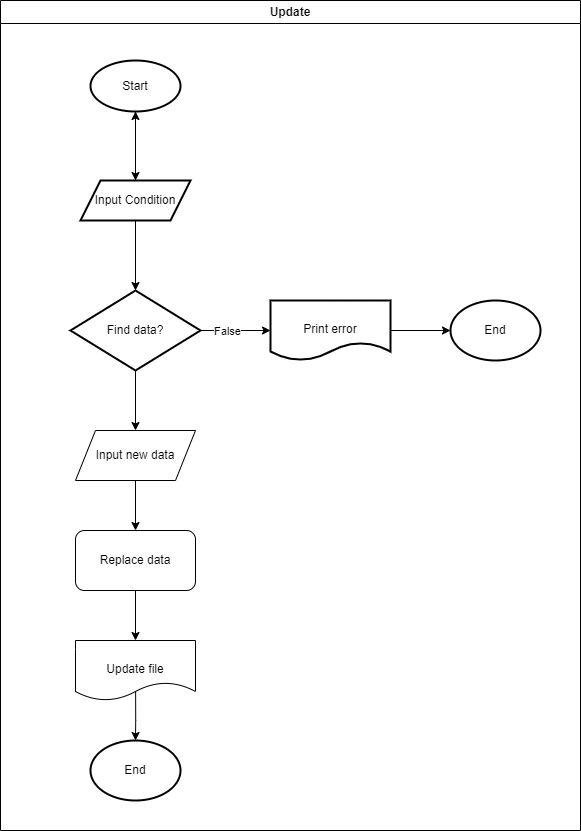 Update
Start
Input Condition
Find data?
False
Print error
End
Input new data
Replace data
Update file
End